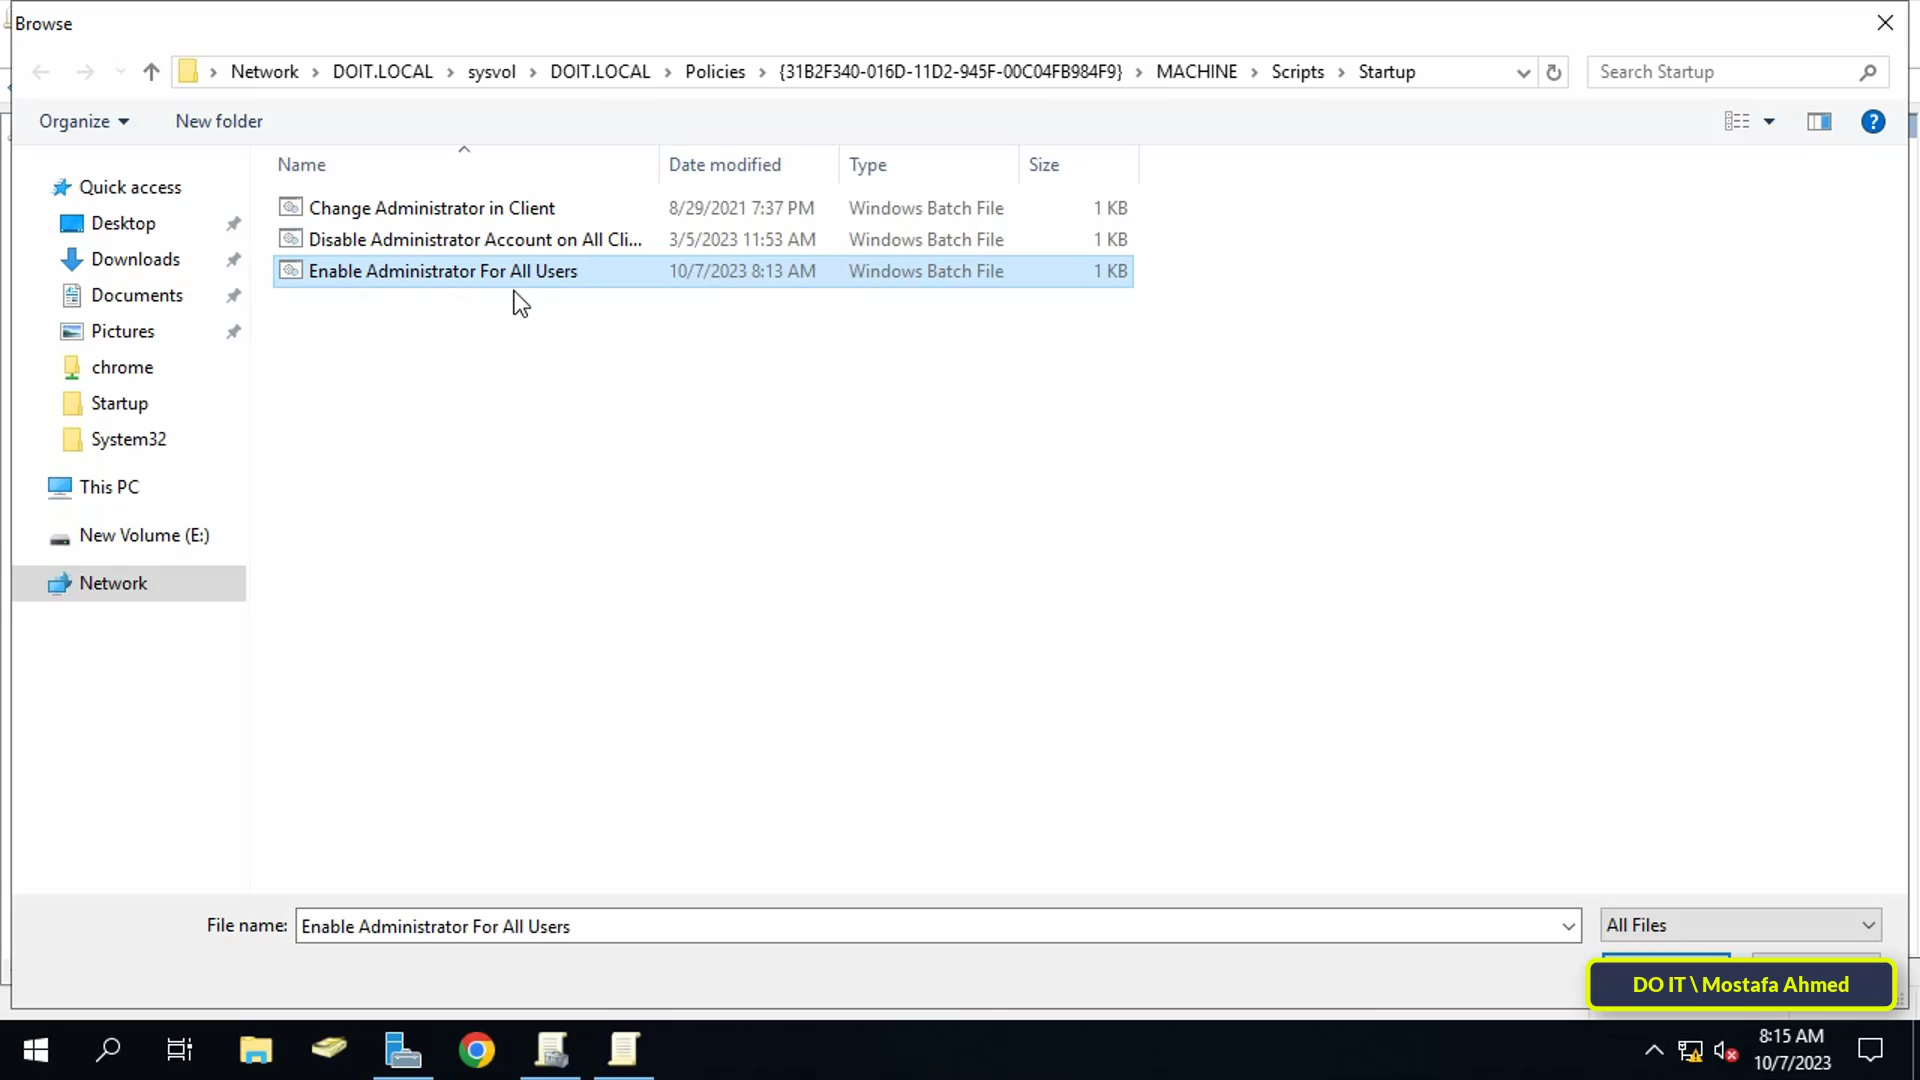 Browse
Network > DOIT.LOCAL > sysvol > DOIT.LOCAL > Policies > {31B2F340-016D-11D2-945F-00C04FB984F9} > MACHINE > Scripts > Startup
Search Startup
Organize
New folder
?
Name Date modified Type Size
Change Administrator in Client 8/29/2021 7:37 PM Windows Batch File 1 KB
Disable Administrator Account on All Cli... 3/5/2023 11:53 AM Windows Batch File 1 KB
Enable Administrator For All Users 10/7/2023 8:13 AM Windows Batch File 1 KB
Quick access
Desktop
Downloads
Documents
Pictures
chrome
Startup
System32
This PC
New Volume (E:)
Network
File name: Enable Administrator For All Users
All Files
DO IT \ Mostafa Ahmed
8:15 AM
10/7/2023